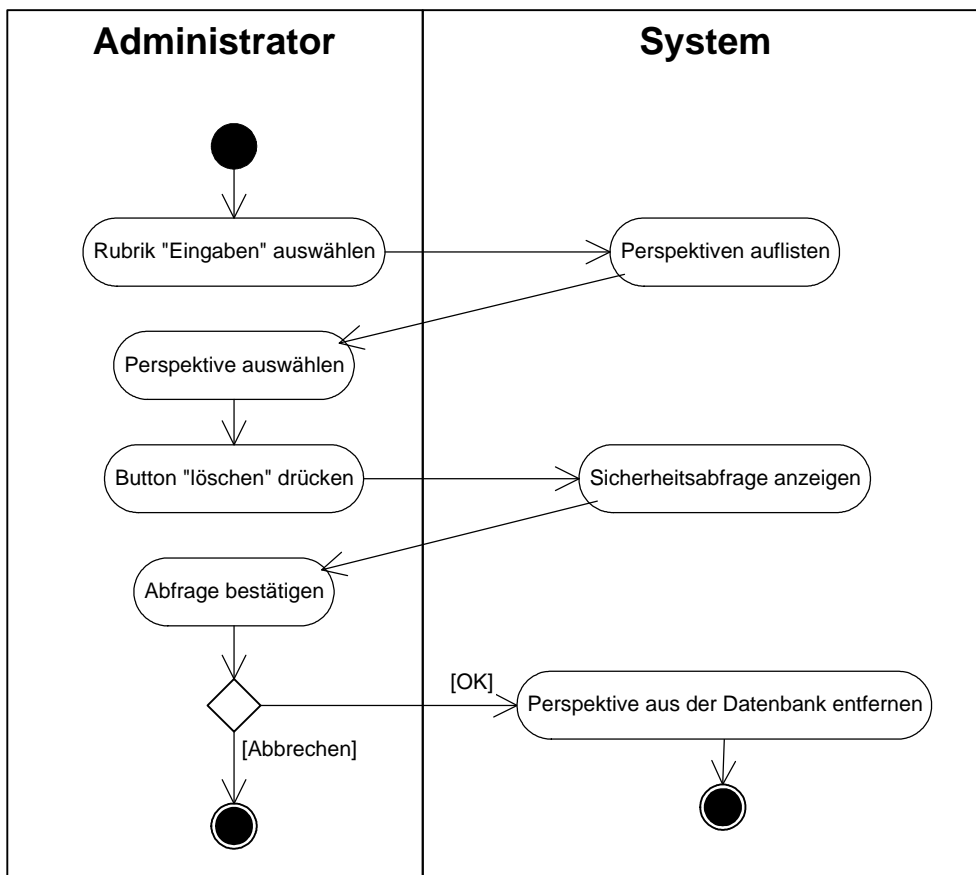 Administrator
System
Rubrik "Eingaben" auswählen
Perspektiven auflisten
Perspektive auswählen
Button "löschen" drücken
Sicherheitsabfrage anzeigen
Abfrage bestätigen
[OK]
Perspektive aus der Datenbank entfernen
[Abbrechen]